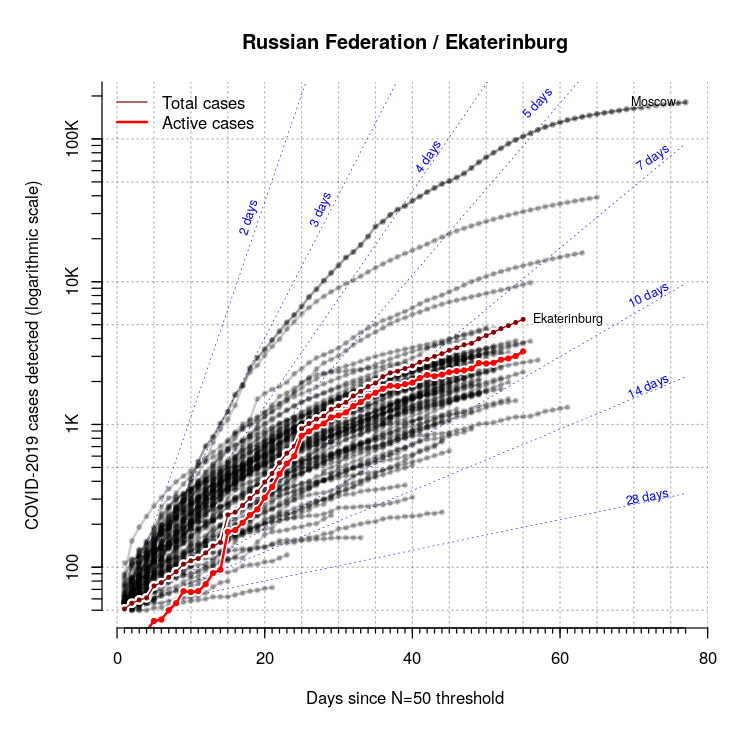 Russian Federation / Ekaterinburg
Total cases
Active cases
Moscow
Ekaterinburg
2 days
3 days
4 days
5 days
7 days
10 days
14 days
28 days
COVID-2019 cases detected (logarithmic scale)
100K
10K
1K
100
0
20
40
60
80
Days since N=50 threshold